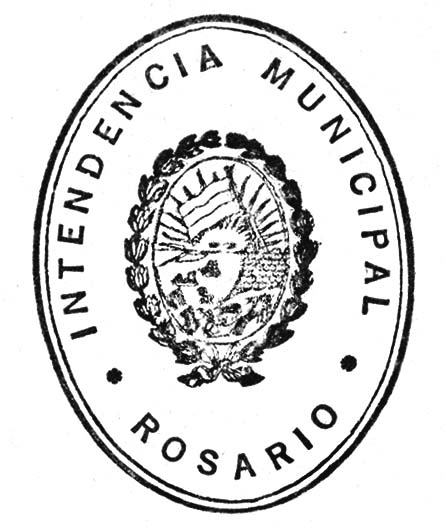 INTENDENCIA MUNICIPAL
* ROSARIO *